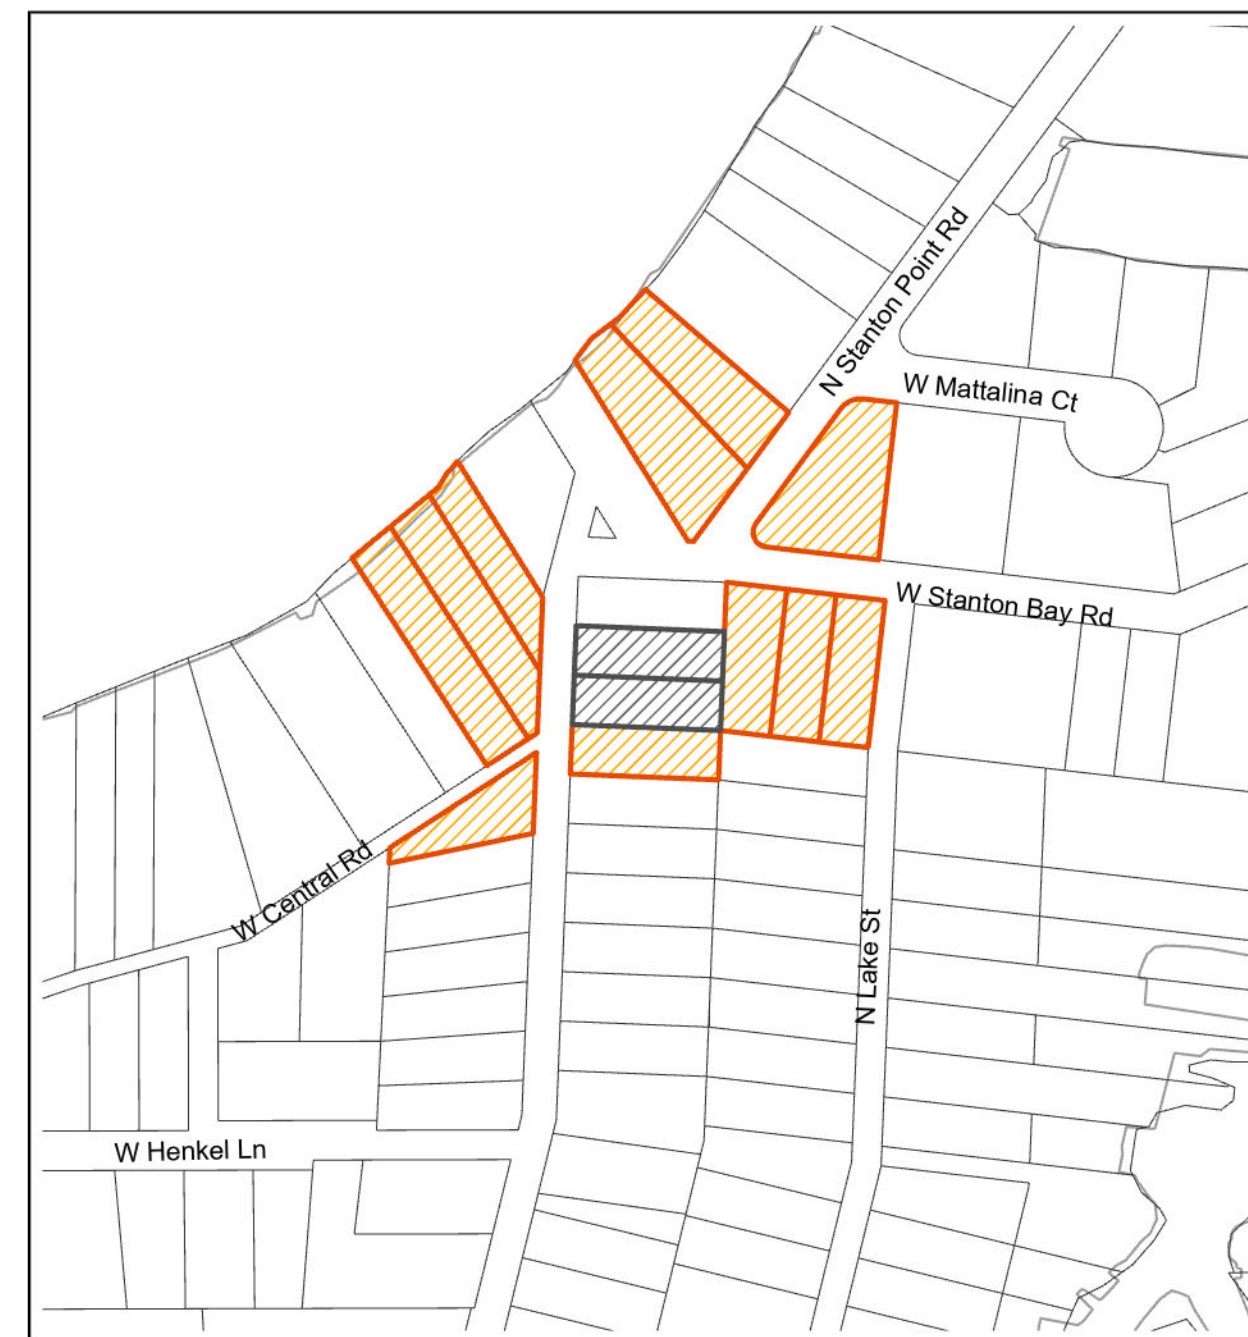 N Stanton Point Rd
W Mattalina Ct
W Stanton Bay Rd
W Central Rd
N Lake St
W Henkel Ln